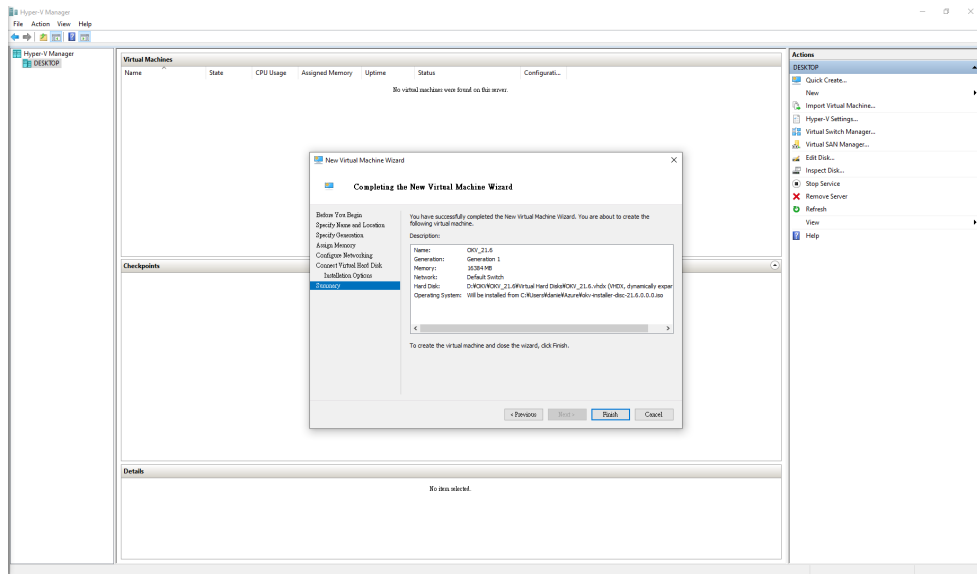 Hyper-V Manager
File Action View Help
Hyper-V Manager
DESKTOP
Virtual Machines
Name State CPU Usage Assigned Memory Uptime Status Configurati...
No virtual machines were found on this server.
Checkpoints
Details
No item selected.
Actions
DESKTOP
Quick Create...
New
Import Virtual Machine...
Hyper-V Settings...
Virtual Switch Manager...
Virtual SAN Manager...
Edit Disk...
Inspect Disk...
Stop Service
Remove Server
Refresh
View
Help
New Virtual Machine Wizard
Completing the New Virtual Machine Wizard
Before You Begin
Specify Name and Location
Specify Generation
Assign Memory
Configure Networking
Connect Virtual Hard Disk
Installation Options
Summary
You have successfully completed the New Virtual Machine Wizard. You are about to create the
following virtual machine.
Description:
Name: OKV_21.6
Generation: Generation 1
Memory: 16384 MB
Network: Default Switch
Hard Disk: D:₩OKV₩OKV_21.6₩Virtual Hard Disks₩OKV_21.6.vhdx (VHDX, dynamically expar
Operating System: Will be installed from C:₩Users₩danie₩Azure₩okv-installer-disc-21.6.0.0.0.iso
To create the virtual machine and close the wizard, click Finish.
< Previous Next > Finish Cancel